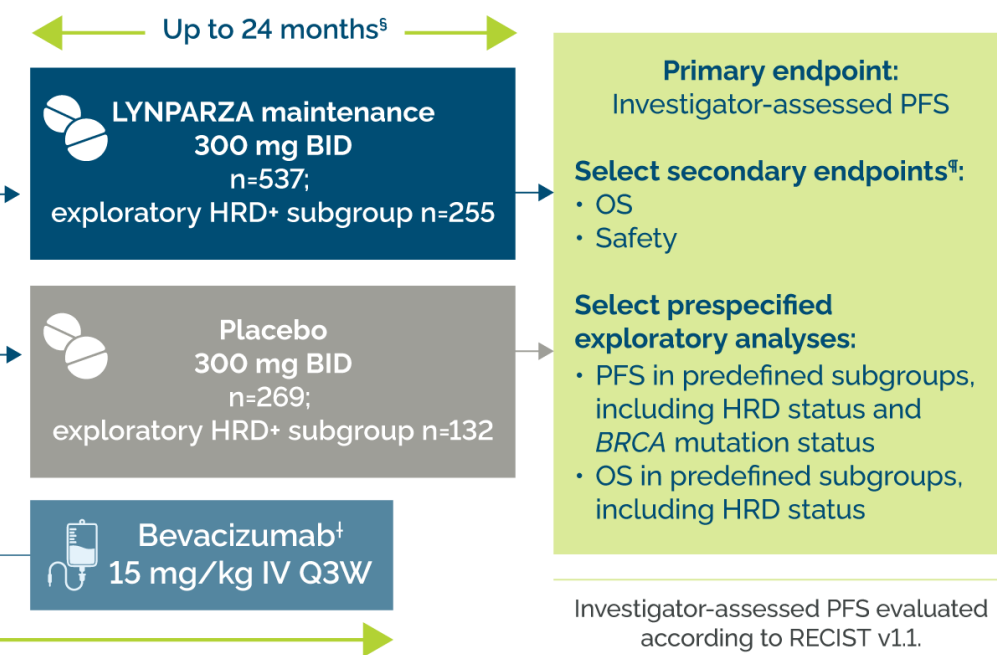 Up to 24 months§
LYNPARZA maintenance
300 mg BID
n=537;
exploratory HRD+ subgroup n=255
Placebo
300 mg BID
n=269;
exploratory HRD+ subgroup n=132
Bevacizumab†
15 mg/kg IV Q3W
Primary endpoint:
Investigator-assessed PFS
Select secondary endpoints¶:
• OS
• Safety
Select prespecified
exploratory analyses:
• PFS in predefined subgroups,
including HRD status and
BRCA mutation status
• OS in predefined subgroups,
including HRD status
Investigator-assessed PFS evaluated
according to RECIST v1.1.